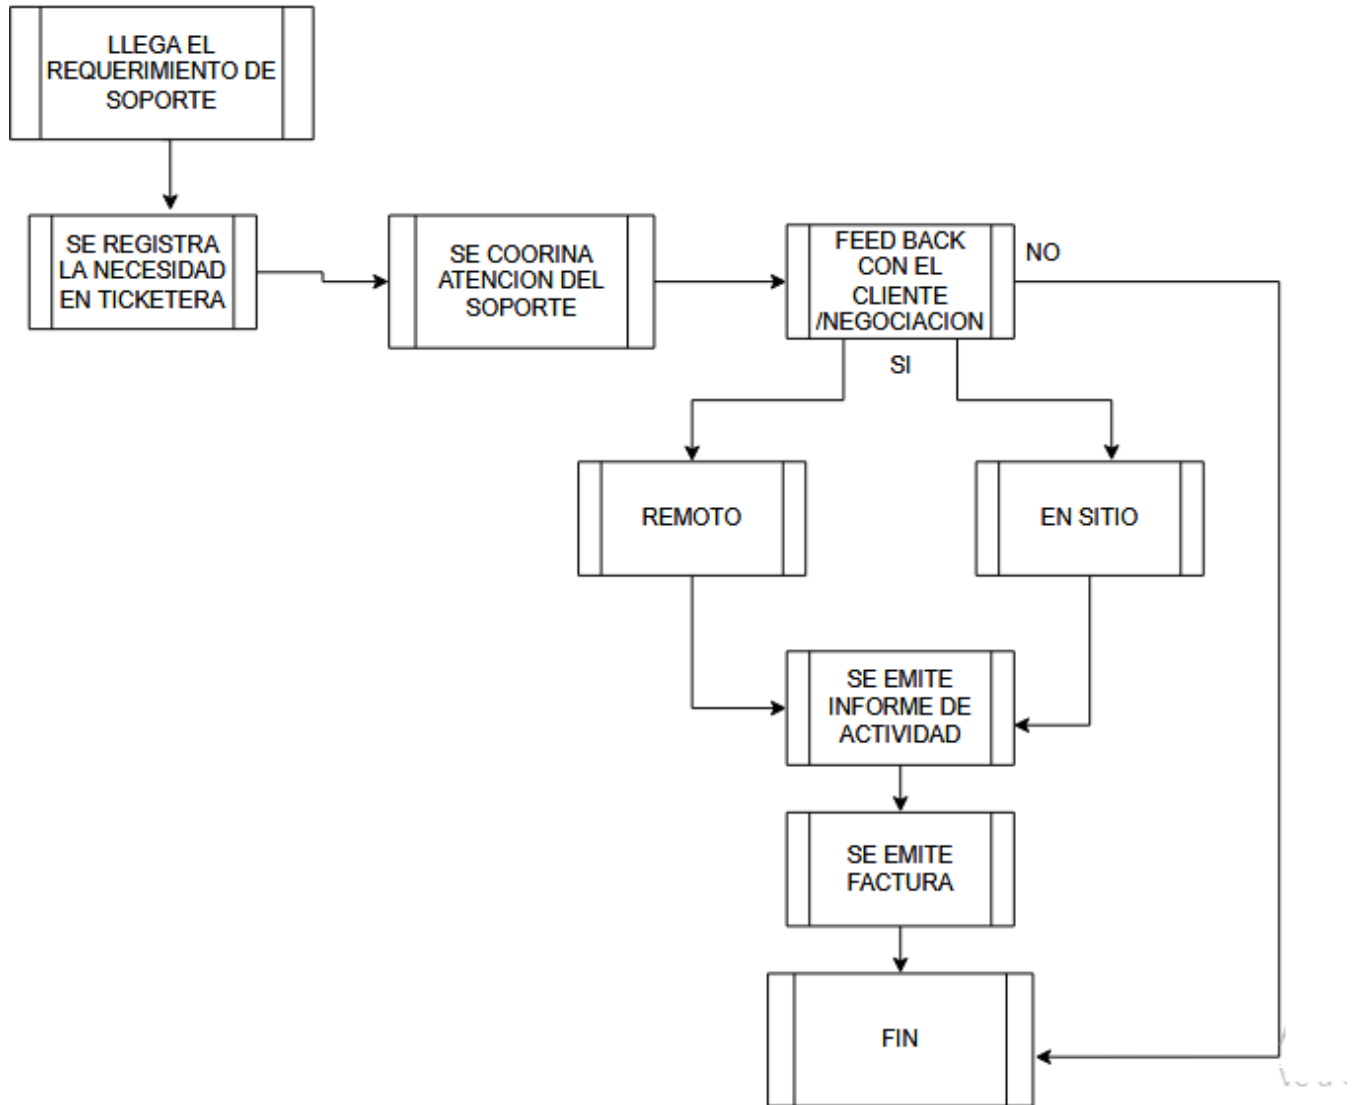 LLEGA EL
REQUERIMIENTO DE
SOPORTE
SE REGISTRA
LA NECESIDAD
EN TICKETERA
SE COORINA
ATENCION DEL
SOPORTE
FEED BACK
CON EL
CLIENTE
/NEGOCIACION
NO
SI
REMOTO
EN SITIO
SE EMITE
INFORME DE
ACTIVIDAD
SE EMITE
FACTURA
FIN